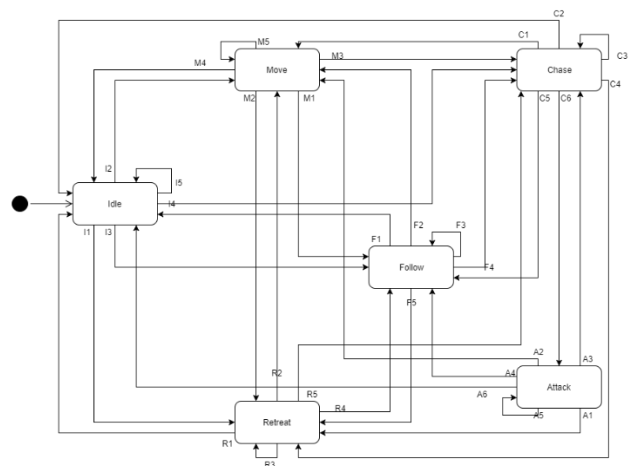 C2
M5
C1
M4
Move
M3
Chase
C3
C4
M2
M1
C5
C6
I2
I5
Idle
I4
I1
I3
F1
F2
F3
Follow
F4
F5
A2
A3
R2
A4
Attack
R5
A6
R4
A5
A1
Retreat
R1
R3